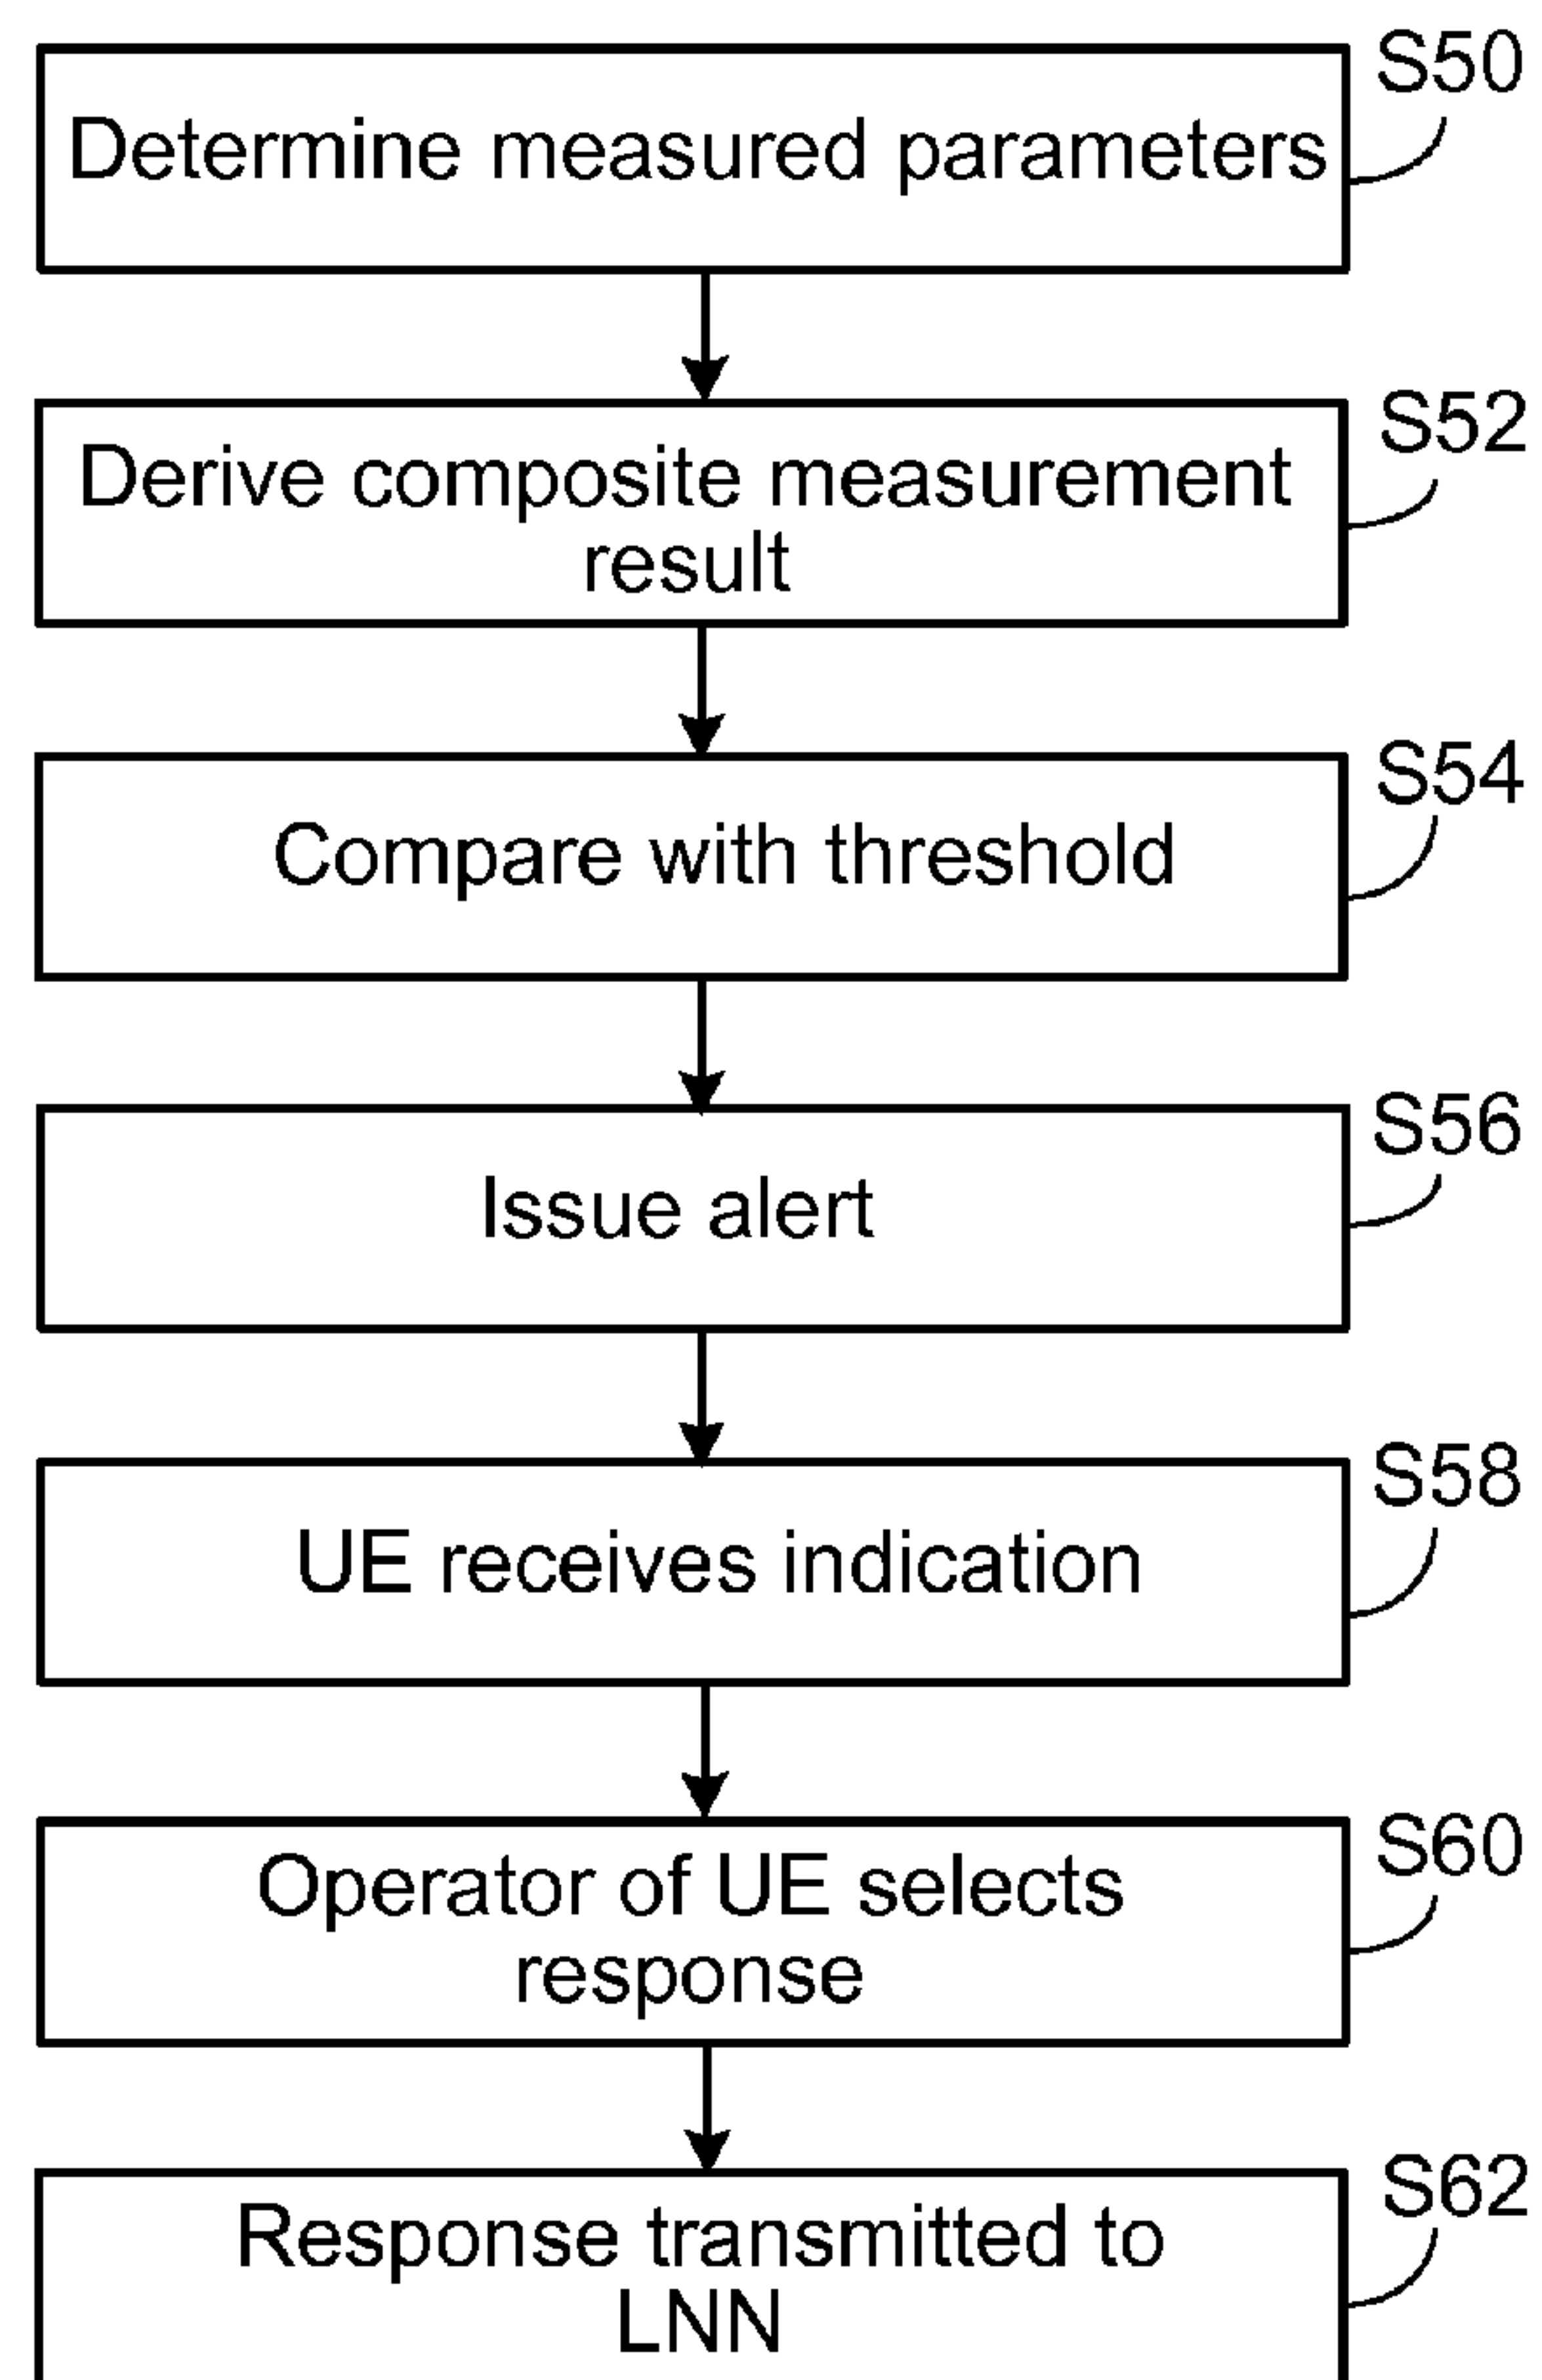 S50
Determine measured parameters
S52
Derive composite measurement
result
S54
Compare with threshold
S56
Issue alert
S58
UE receives indication
S60
Operator of UE selects
response
S62
Response transmitted to
LNN